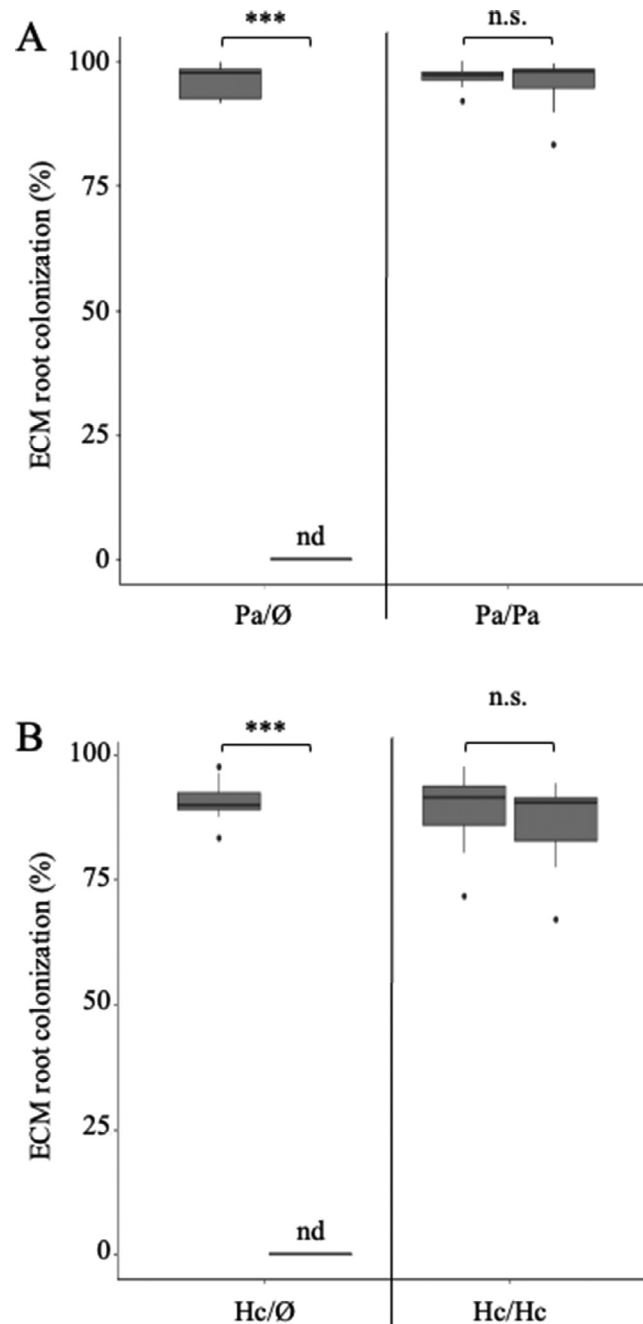 A
***
n.s.
100
75
50
25
0
ECM root colonization (%)
nd
Pa/Ø
Pa/Pa
B
***
n.s.
100
75
50
25
0
ECM root colonization (%)
nd
Hc/Ø
Hc/Hc